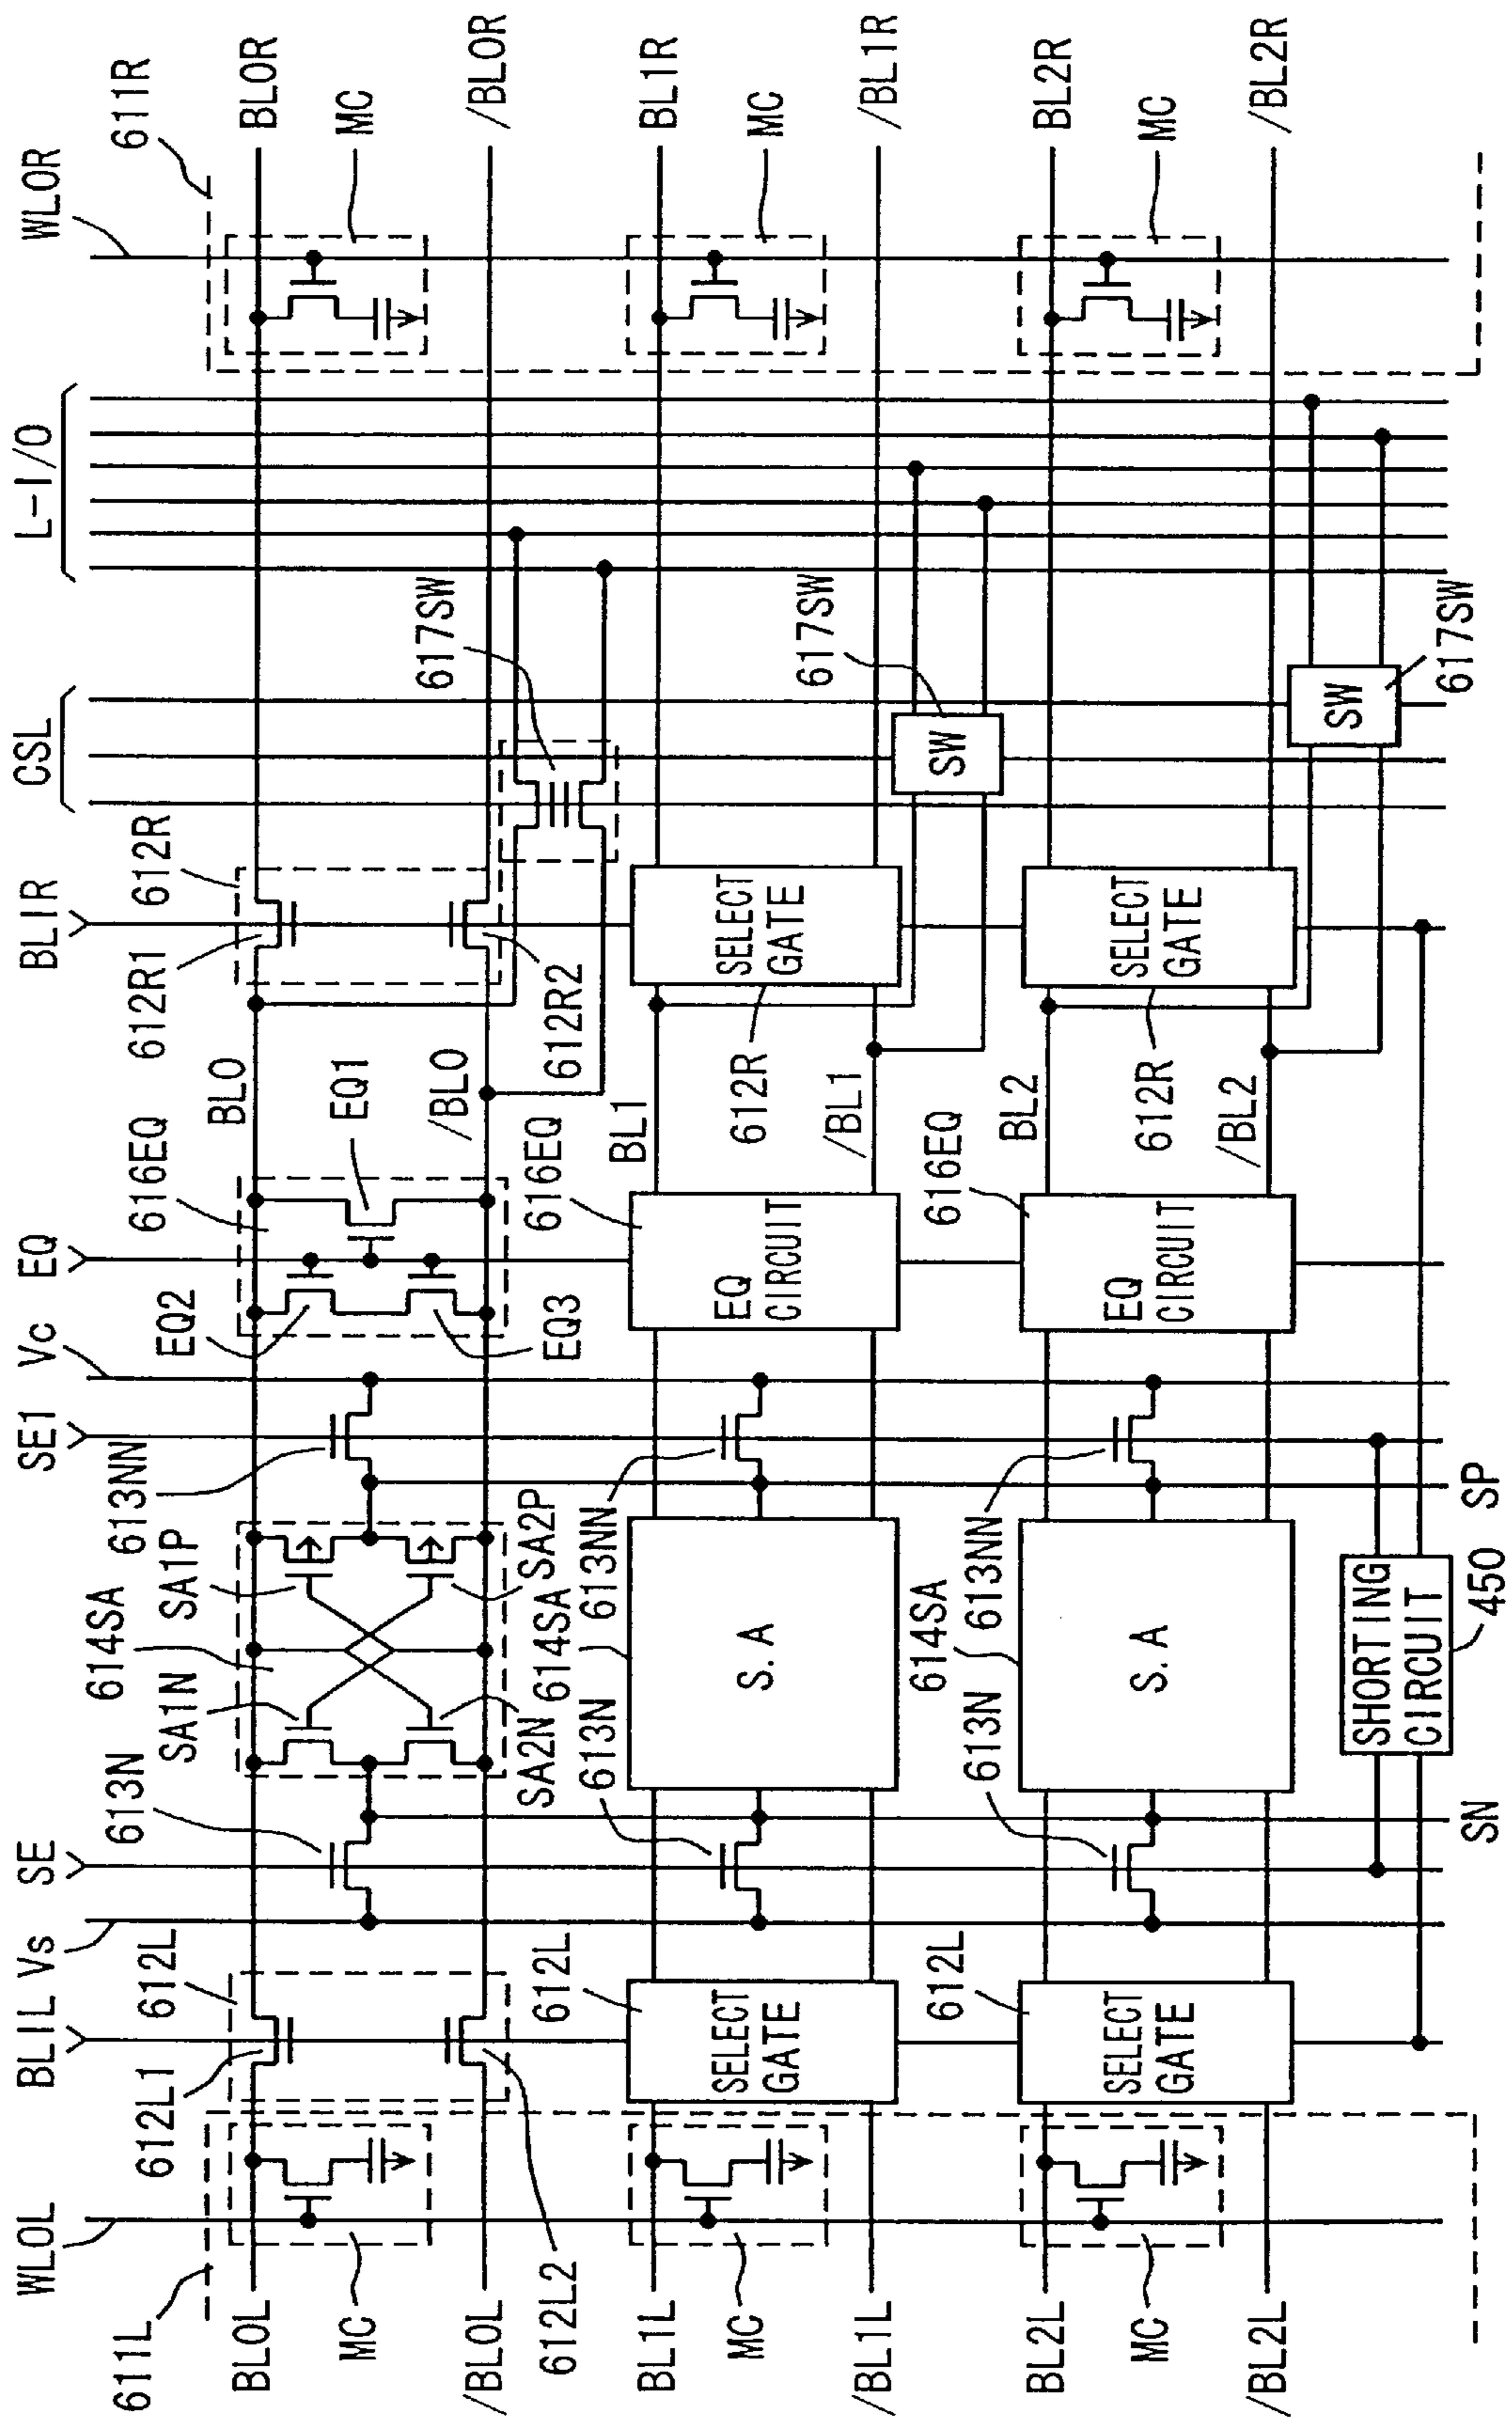 WL0L
BLIL
Vs
SE
SE1
Vc
EQ
BLIR
CSL
L-I/O
WL0R
611L
612L1
612L
613N
614SA
SA1N
SA1P
613NN
616EQ
EQ2
612R1
612R
611R
BL0L
BL0
BL0R
MC
EQ1
MC
/BL0L
612L2
SA2N
SA2P
EQ3
/BL0
612R2
617SW
/BL0R
612L
613N
614SA
613NN
616EQ
BL1L
BL1
BL1R
MC
SELECT
GATE
S.A
EQ
CIRCUIT
SELECT
GATE
612R
617SW
MC
/BL1L
/BL1
SW
/BL1R
612L
613N
614SA
613NN
616EQ
BL2L
BL2
BL2R
MC
SELECT
GATE
S.A
EQ
CIRCUIT
SELECT
GATE
612R
MC
/BL2L
/BL2
SW
/BL2R
SHORTING
CIRCUIT
617SW
SN
450
SP